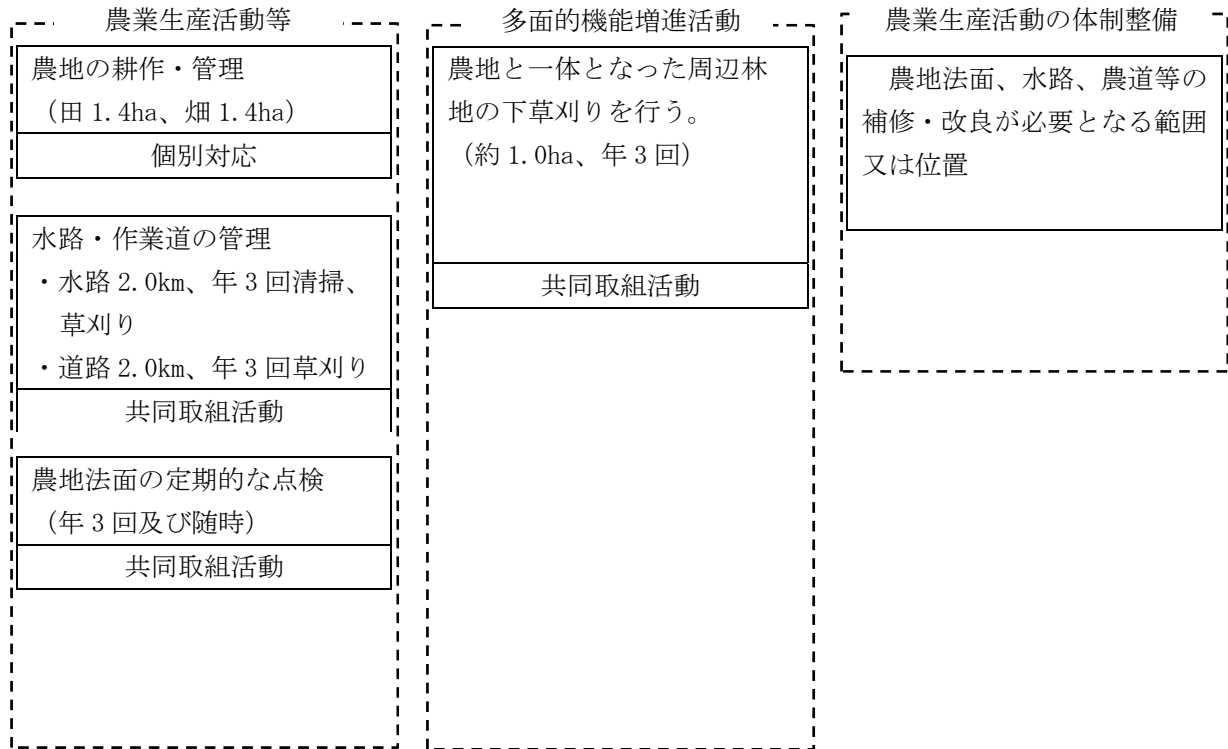 農業生産活動等
農地の耕作・管理
（田 1.4ha、畑 1.4ha）
個別対応
水路・作業道の管理
・水路 2.0km、年 3 回清掃、
草刈り
・道路 2.0km、年 3 回草刈り
共同取組活動
農地法面の定期的な点検
（年 3 回及び随時）
共同取組活動
多面的機能増進活動
農地と一体となった周辺林
地の下草刈りを行う。
（約 1.0ha、年 3 回）
共同取組活動
農業生産活動の体制整備
農地法面、水路、農道等の
補修・改良が必要となる範囲
又は位置